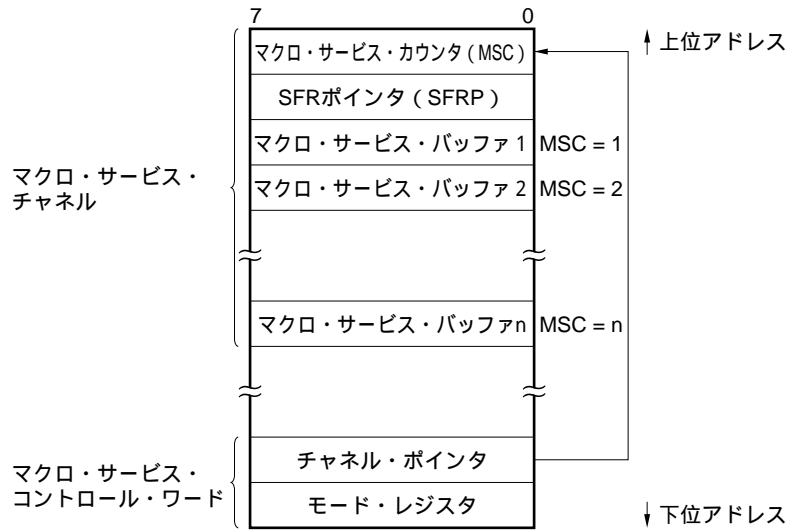 7 0
マクロ・サービス・カウンタ（MSC） ↑上位アドレス
SFRポインタ（SFRP）
マクロ・サービス・バッファ1 MSC = 1
マクロ・サービス・
チャネル
マクロ・サービス・バッファ2 MSC = 2
マクロ・サービス・バッファn MSC = n
チャネル・ポインタ
マクロ・サービス・
コントロール・ワード
モード・レジスタ ↓下位アドレス